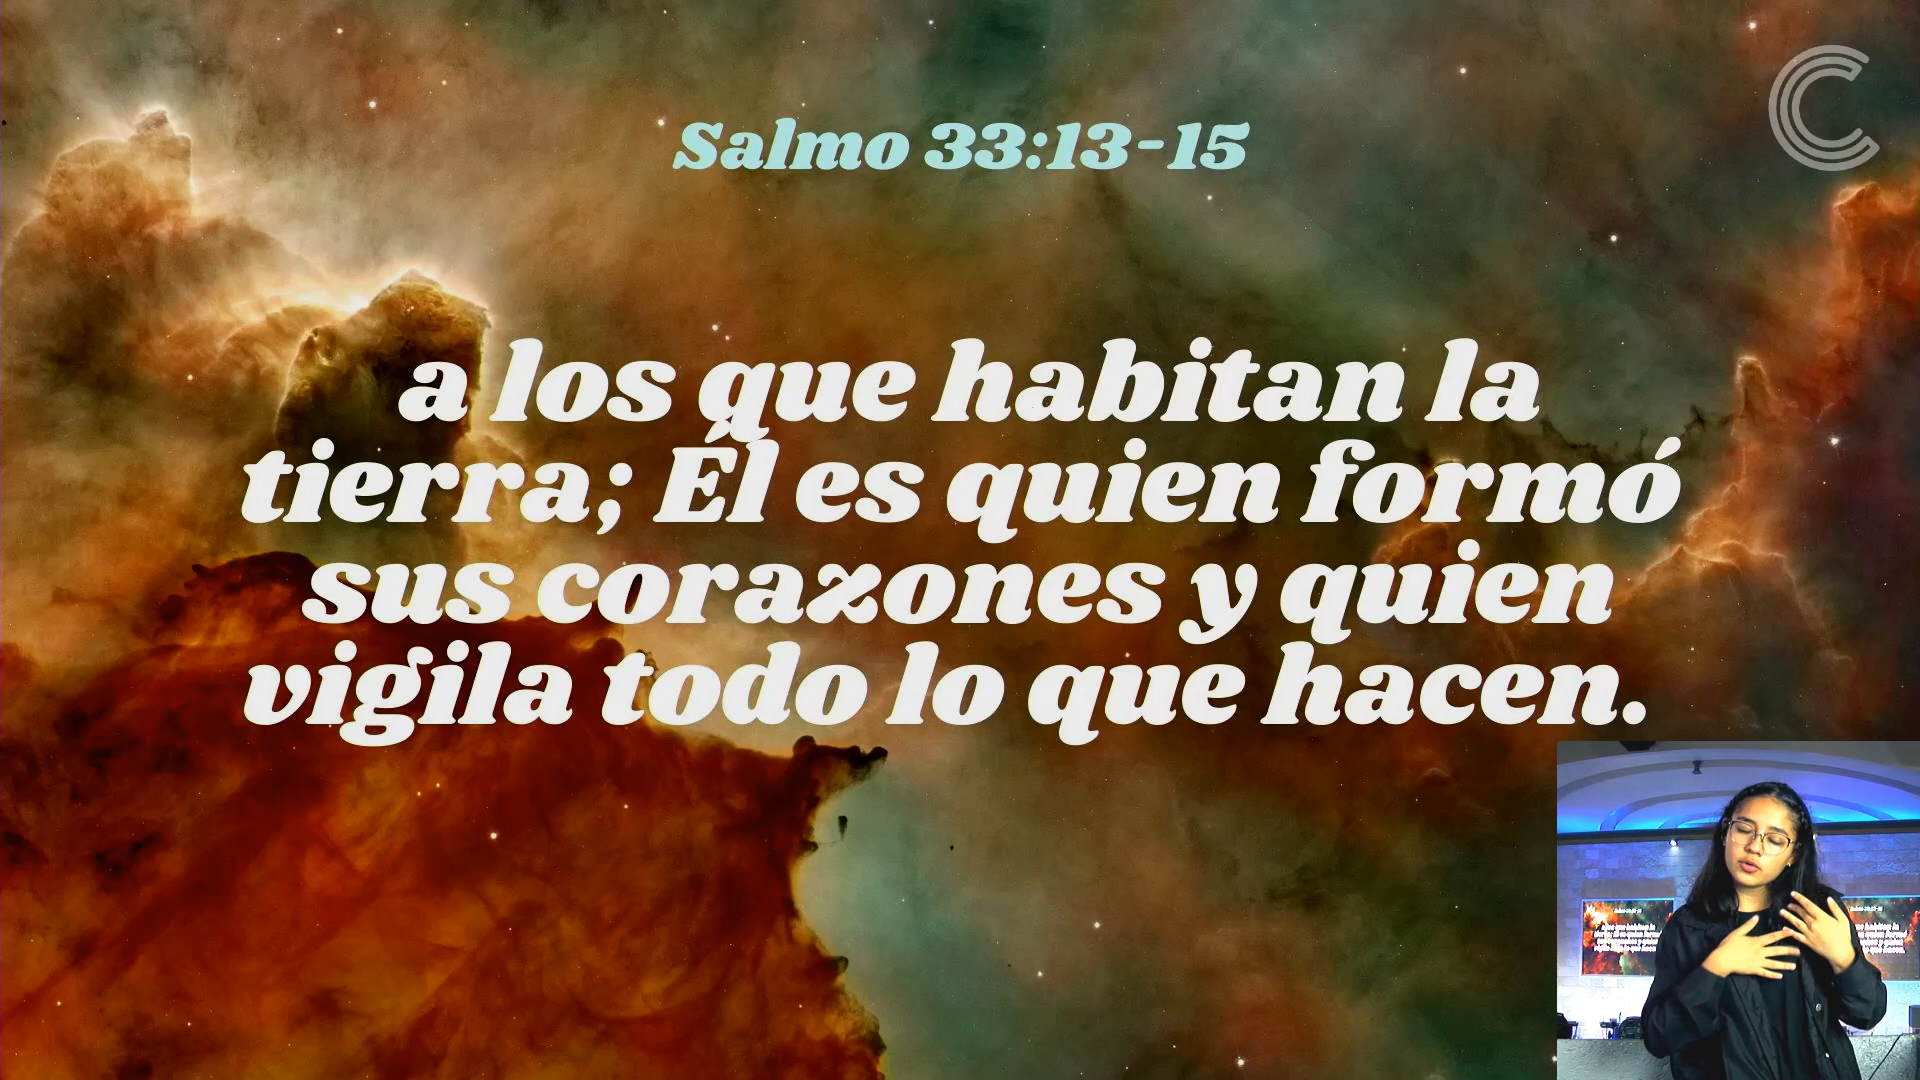 Salmo 33:13-15
a los que habitan la
tierra; Él es quien formó
sus corazones y quien
vigila todo lo que hacen.